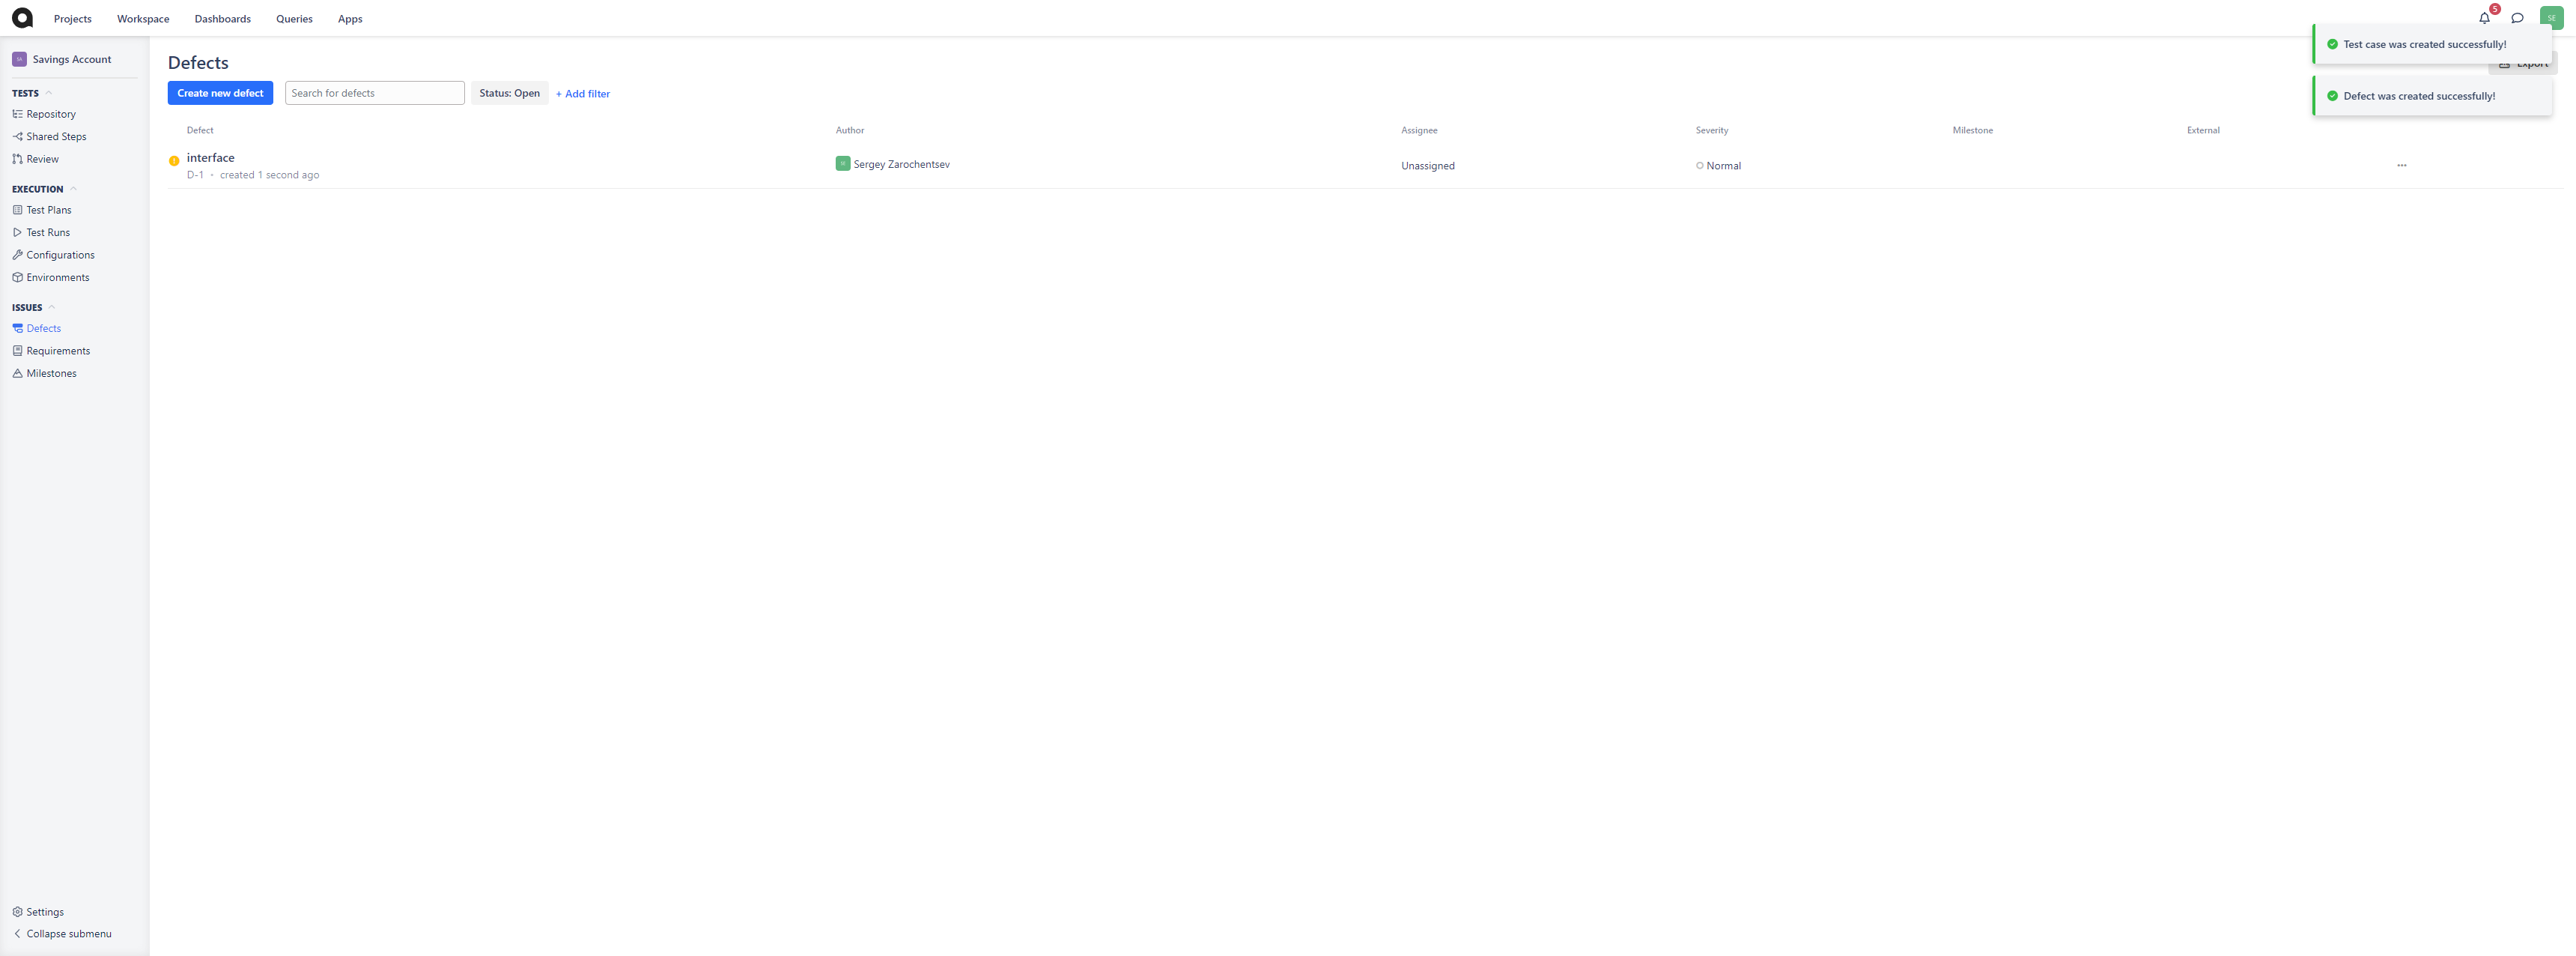 Projects Workspace Dashboards Queries Apps 5 SE
Savings Account
TESTS
Repository
Shared Steps
Review
EXECUTION
Test Plans
Test Runs
Configurations
Environments
ISSUES
Defects
Requirements
Milestones
Settings
Collapse submenu
Defects
Export
Create new defect Search for defects Status: Open + Add filter
Defect Author Assignee Severity Milestone External
interface
D-1 · created 1 second ago
Sergey Zarochentsev Unassigned Normal ···
Test case was created successfully!
Defect was created successfully!